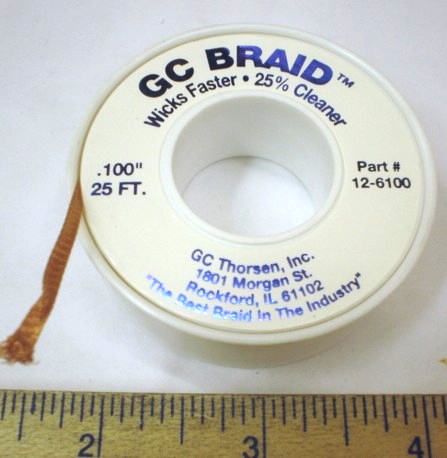 GC BRAID™
Wicks Faster • 25% Cleaner
.100"
25 FT.
Part #
12-6100
GC Thorsen, Inc.
1801 Morgan St.
Rockford, IL 61102
"The Best Braid In The Industry"
2 3 4